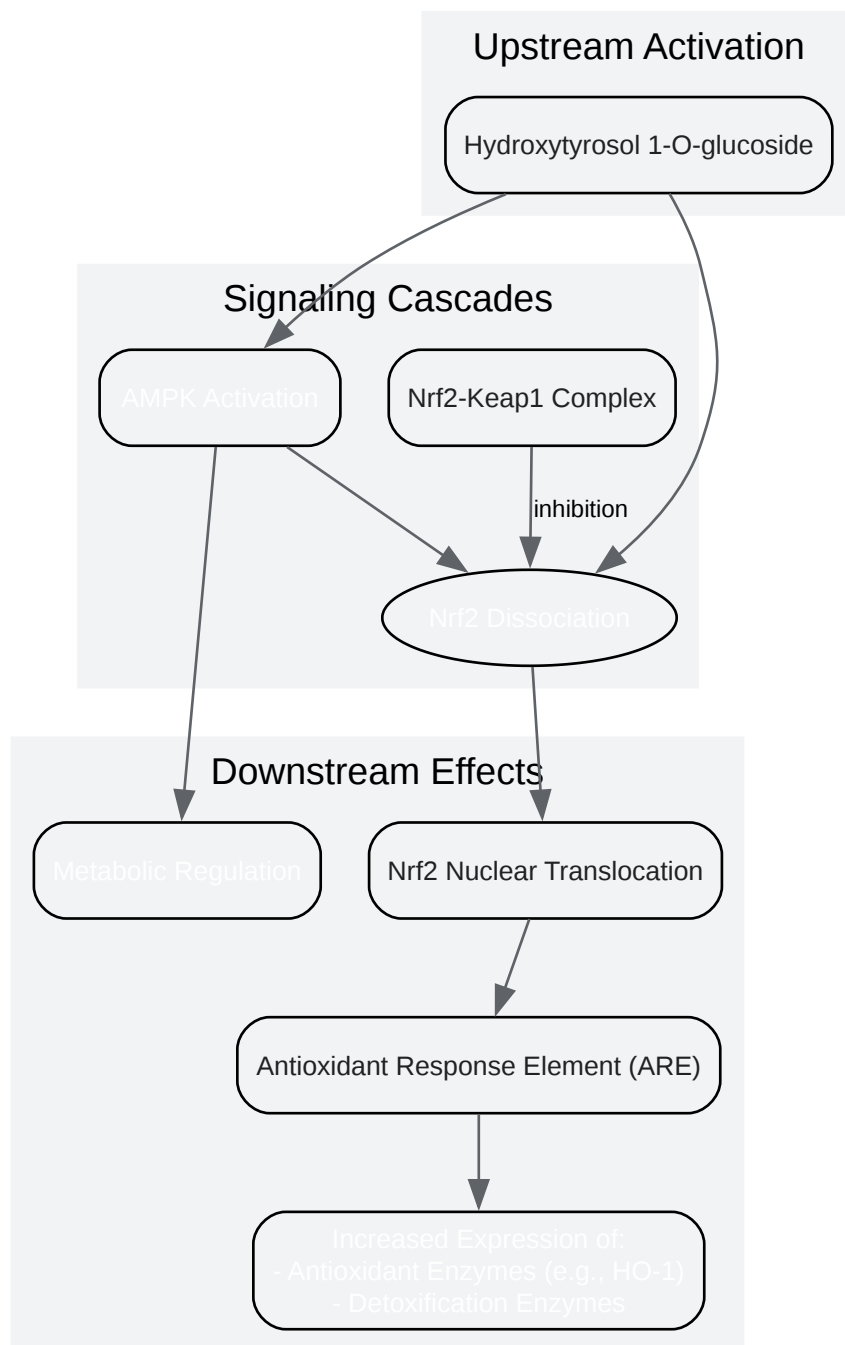 Upstream Activation
Hydroxytyrosol 1-O-glucoside
Signaling Cascades
AMPK Activation
Nrf2-Keap1 Complex
inhibition
Nrf2 Dissociation
Downstream Effects
Metabolic Regulation
Nrf2 Nuclear Translocation
Antioxidant Response Element (ARE)
Increased Expression of:
- Antioxidant Enzymes (e.g., HO-1)
- Detoxification Enzymes